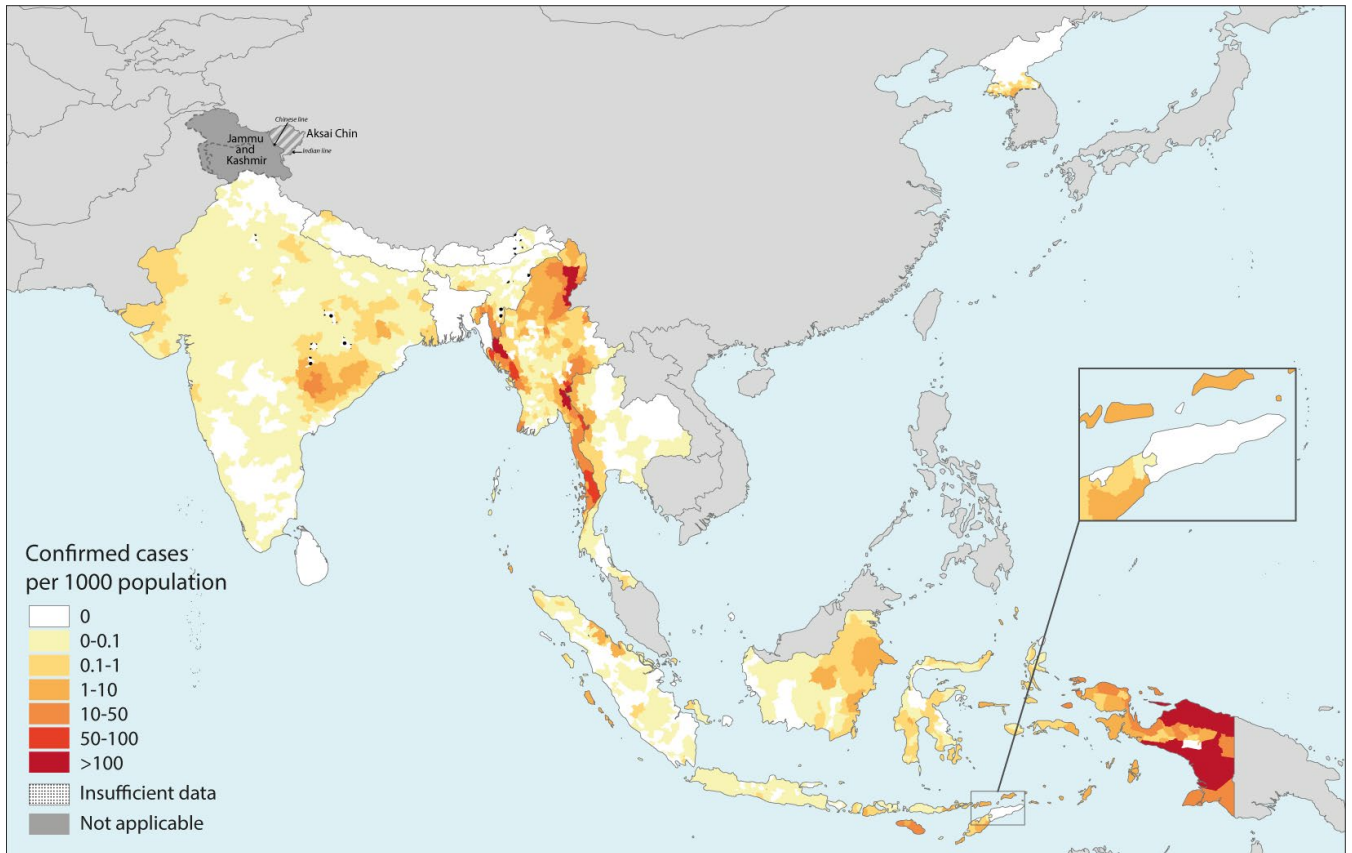 Chinese line
Aksai Chin
Jammu
and
Kashmir
Indian line
Confirmed cases
per 1000 population
0
0-0.1
0.1-1
1-10
10-50
50-100
>100
Insufficient data
Not applicable